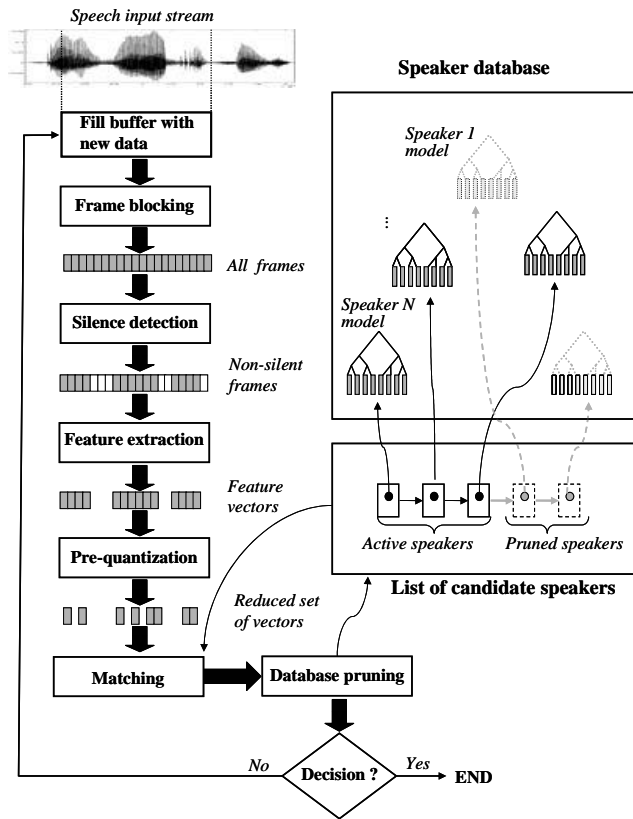 Speech input stream
Fill buffer with
new data
Frame blocking
All frames
Silence detection
Non-silent
frames
Feature extraction
Feature
vectors
Pre-quantization
Reduced set
of vectors
Matching
Database pruning
Decision ?
No
Yes
END
Speaker database
Speaker 1
model
...
Speaker N
model
Active speakers
Pruned speakers
List of candidate speakers